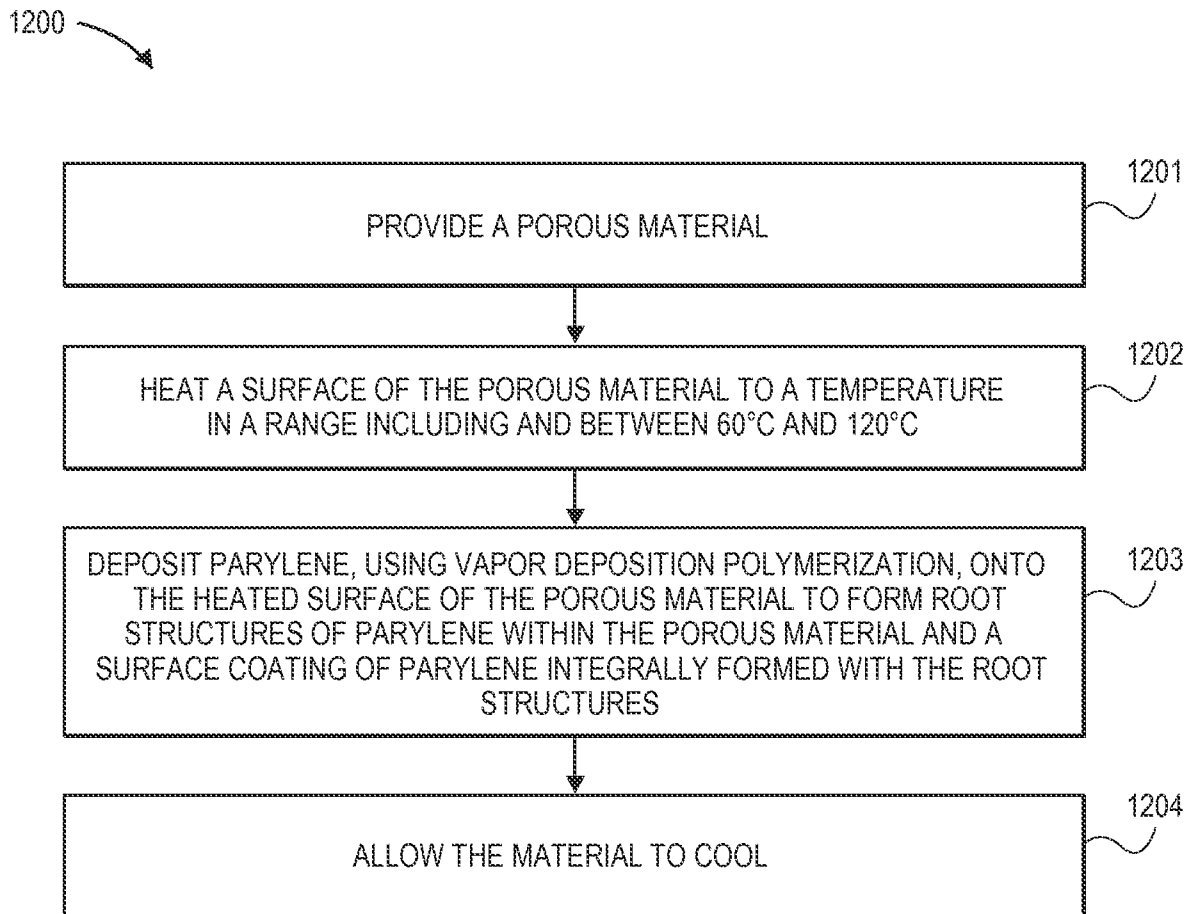 1200
1201
PROVIDE A POROUS MATERIAL
1202
HEAT A SURFACE OF THE POROUS MATERIAL TO A TEMPERATURE
IN A RANGE INCLUDING AND BETWEEN 60°C AND 120°C
1203
DEPOSIT PARYLENE, USING VAPOR DEPOSITION POLYMERIZATION, ONTO
THE HEATED SURFACE OF THE POROUS MATERIAL TO FORM ROOT
STRUCTURES OF PARYLENE WITHIN THE POROUS MATERIAL AND A
SURFACE COATING OF PARYLENE INTEGRALLY FORMED WITH THE ROOT
STRUCTURES
1204
ALLOW THE MATERIAL TO COOL